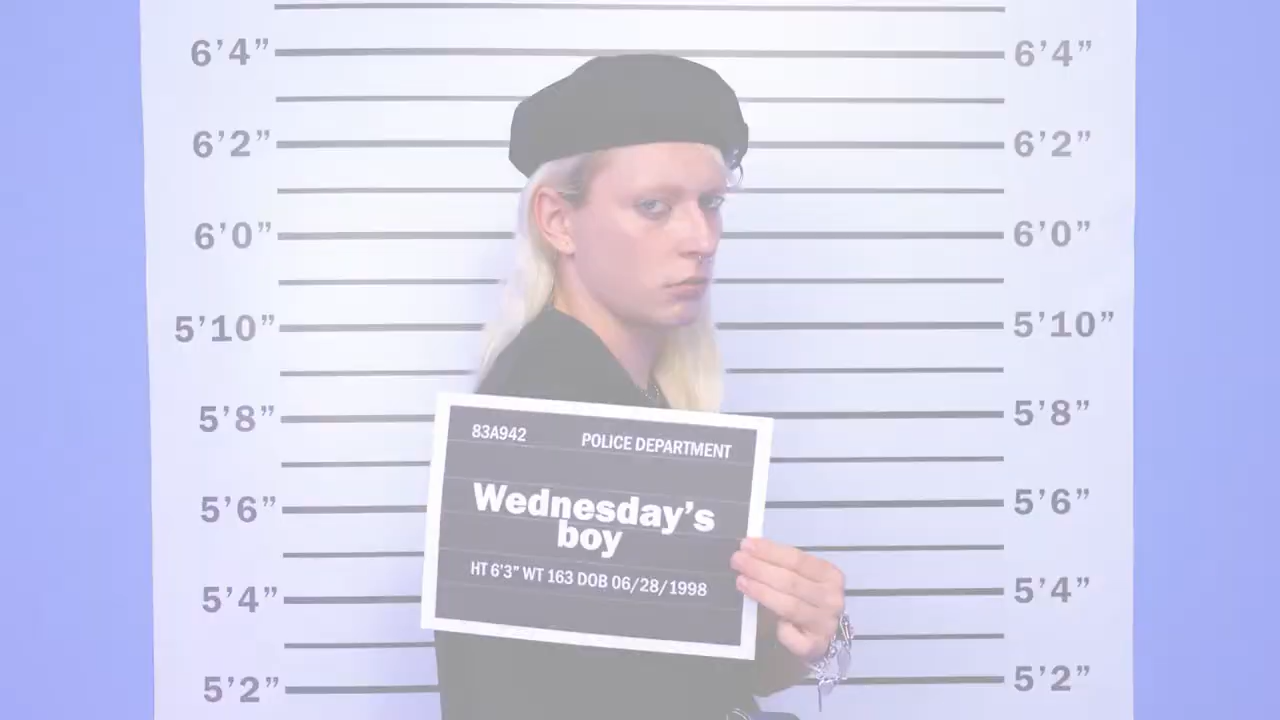 6’4” 6’4”
6’2” 6’2”
6’0” 6’0”
5’10” 5’10”
5’8” 5’8”
83A942 POLICE DEPARTMENT
Wednesday’s
boy
HT 6’3” WT 163 DOB 06/28/1998
5’6” 5’6”
5’4” 5’4”
5’2” 5’2”